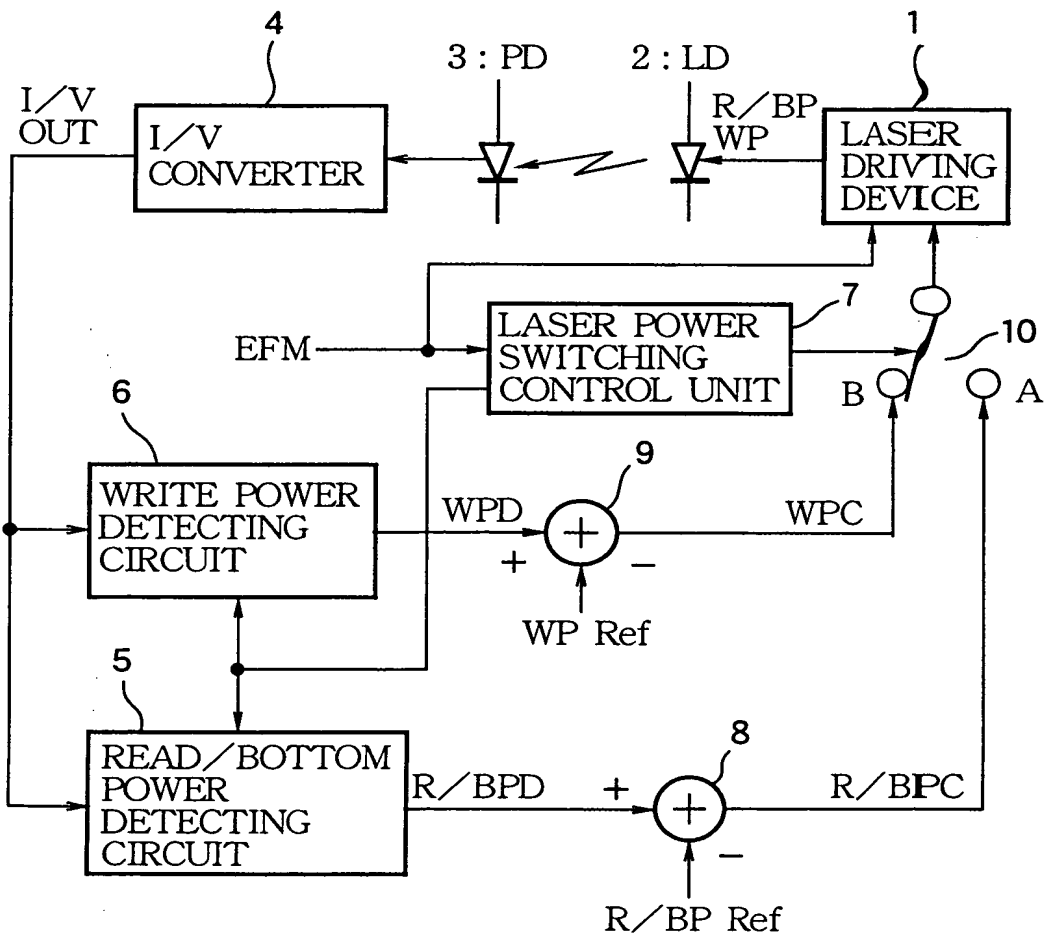 4
3 : PD
2 : LD
1
I/V
OUT
I/V
CONVERTER
R/BP
WP
LASER
DRIVING
DEVICE
EFM
LASER POWER
SWITCHING
CONTROL UNIT
7
10
B
A
6
WRITE POWER
DETECTING
CIRCUIT
WPD
+
9
+
−
WPC
WP Ref
5
READ/BOTTOM
POWER
DETECTING
CIRCUIT
R/BPD
+
8
+
−
R/BPC
R/BP Ref